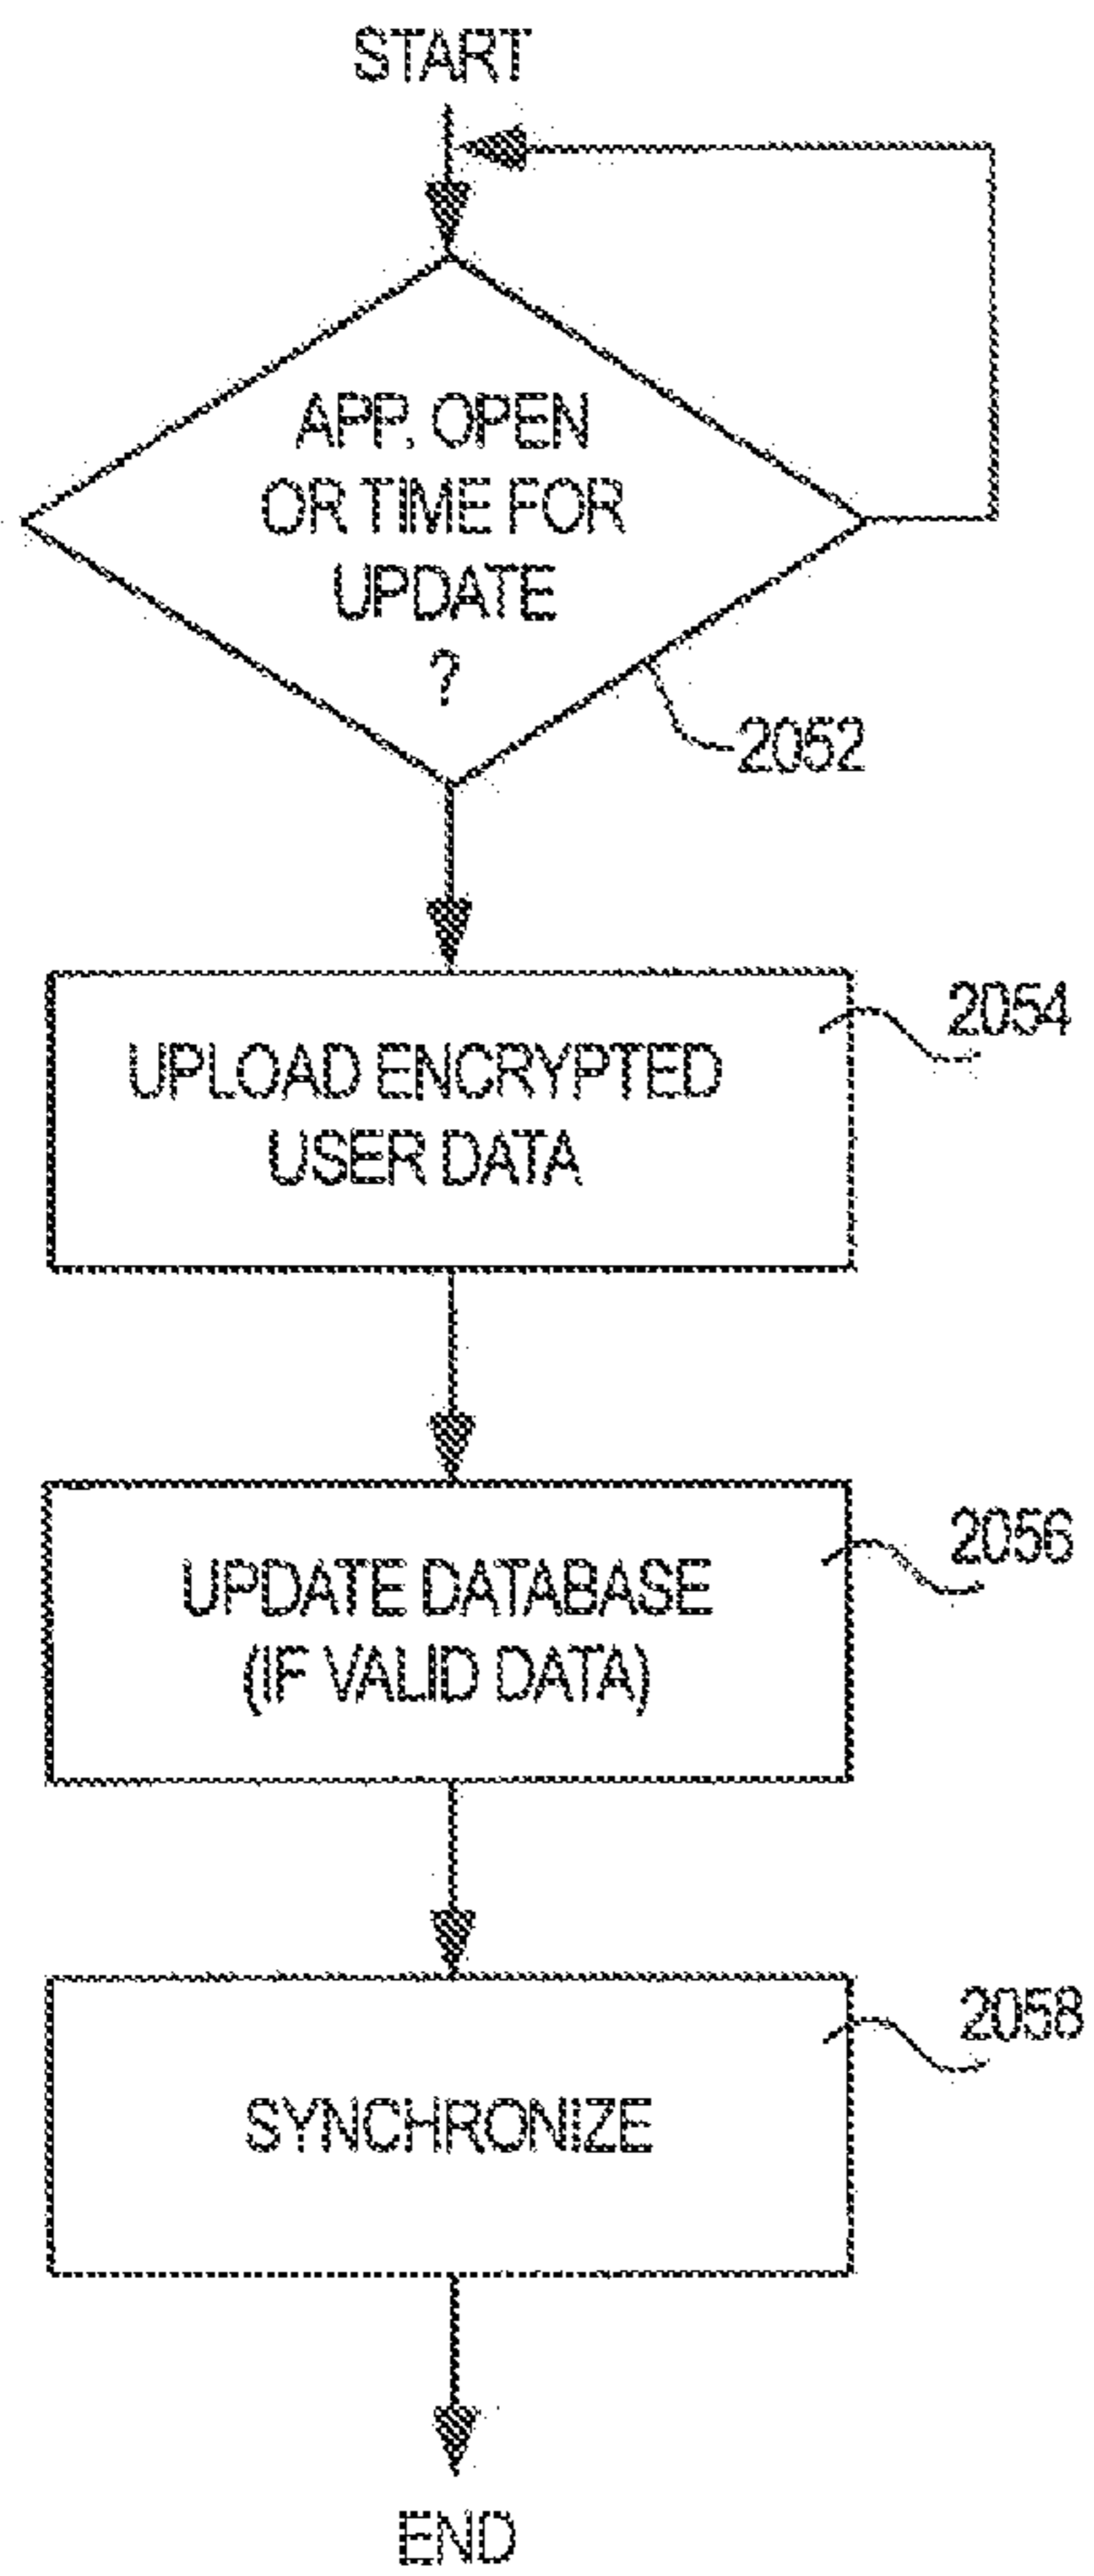 START
APP. OPEN
OR TIME FOR
UPDATE
?
2052
2054
UPLOAD ENCRYPTED
USER DATA
2056
UPDATE DATABASE
(IF VALID DATA)
2058
SYNCHRONIZE
END